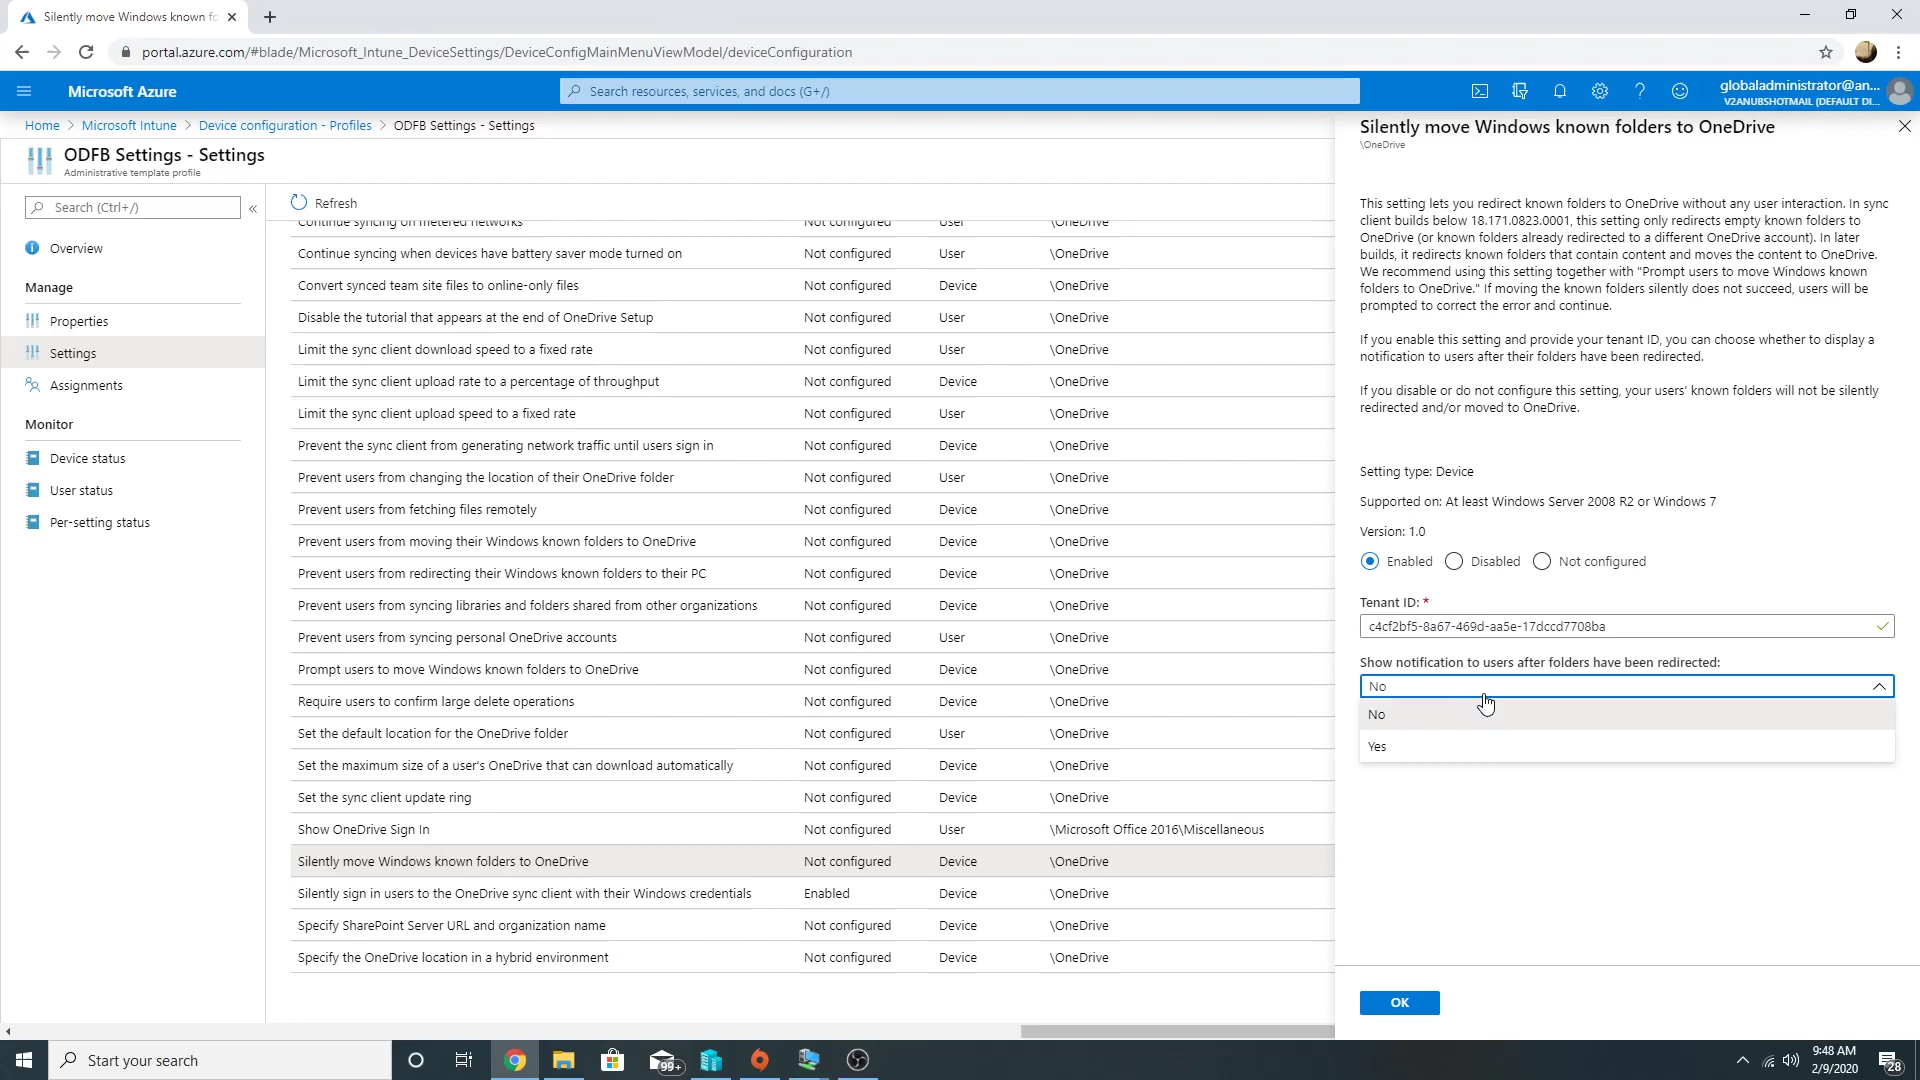 Silently move Windows known fo
portal.azure.com/#blade/Microsoft_Intune_DeviceSettings/DeviceConfigMainMenuViewModel/deviceConfiguration
Microsoft Azure
Search resources, services, and docs (G+/)
globaladministrator@an...
V2ANUBSHOTMAIL (DEFAULT DI...
Home > Microsoft Intune > Device configuration - Profiles > ODFB Settings - Settings
ODFB Settings - Settings
Administrative template profile
Search (Ctrl+/)
«
Overview
Manage
Properties
Settings
Assignments
Monitor
Device status
User status
Per-setting status
Refresh
Continue syncing on metered networks Not configured User \OneDrive
Continue syncing when devices have battery saver mode turned on Not configured User \OneDrive
Convert synced team site files to online-only files Not configured Device \OneDrive
Disable the tutorial that appears at the end of OneDrive Setup Not configured User \OneDrive
Limit the sync client download speed to a fixed rate Not configured User \OneDrive
Limit the sync client upload rate to a percentage of throughput Not configured Device \OneDrive
Limit the sync client upload speed to a fixed rate Not configured User \OneDrive
Prevent the sync client from generating network traffic until users sign in Not configured Device \OneDrive
Prevent users from changing the location of their OneDrive folder Not configured User \OneDrive
Prevent users from fetching files remotely Not configured Device \OneDrive
Prevent users from moving their Windows known folders to OneDrive Not configured Device \OneDrive
Prevent users from redirecting their Windows known folders to their PC Not configured Device \OneDrive
Prevent users from syncing libraries and folders shared from other organizations Not configured Device \OneDrive
Prevent users from syncing personal OneDrive accounts Not configured User \OneDrive
Prompt users to move Windows known folders to OneDrive Not configured Device \OneDrive
Require users to confirm large delete operations Not configured Device \OneDrive
Set the default location for the OneDrive folder Not configured User \OneDrive
Set the maximum size of a user's OneDrive that can download automatically Not configured Device \OneDrive
Set the sync client update ring Not configured Device \OneDrive
Show OneDrive Sign In Not configured User \Microsoft Office 2016\Miscellaneous
Silently move Windows known folders to OneDrive Not configured Device \OneDrive
Silently sign in users to the OneDrive sync client with their Windows credentials Enabled Device \OneDrive
Specify SharePoint Server URL and organization name Not configured Device \OneDrive
Specify the OneDrive location in a hybrid environment Not configured Device \OneDrive
Silently move Windows known folders to OneDrive
\OneDrive
This setting lets you redirect known folders to OneDrive without any user interaction. In sync
client builds below 18.171.0823.0001, this setting only redirects empty known folders to
OneDrive (or known folders already redirected to a different OneDrive account). In later
builds, it redirects known folders that contain content and moves the content to OneDrive.
We recommend using this setting together with "Prompt users to move Windows known
folders to OneDrive." If moving the known folders silently does not succeed, users will be
prompted to correct the error and continue.
If you enable this setting and provide your tenant ID, you can choose whether to display a
notification to users after their folders have been redirected.
If you disable or do not configure this setting, your users' known folders will not be silently
redirected and/or moved to OneDrive.
Setting type: Device
Supported on: At least Windows Server 2008 R2 or Windows 7
Version: 1.0
Enabled Disabled Not configured
Tenant ID: *
c4cf2bf5-8a67-469d-aa5e-17dccd7708ba
Show notification to users after folders have been redirected:
No
No
Yes
OK
Start your search
99+
9:48 AM
2/9/2020
28